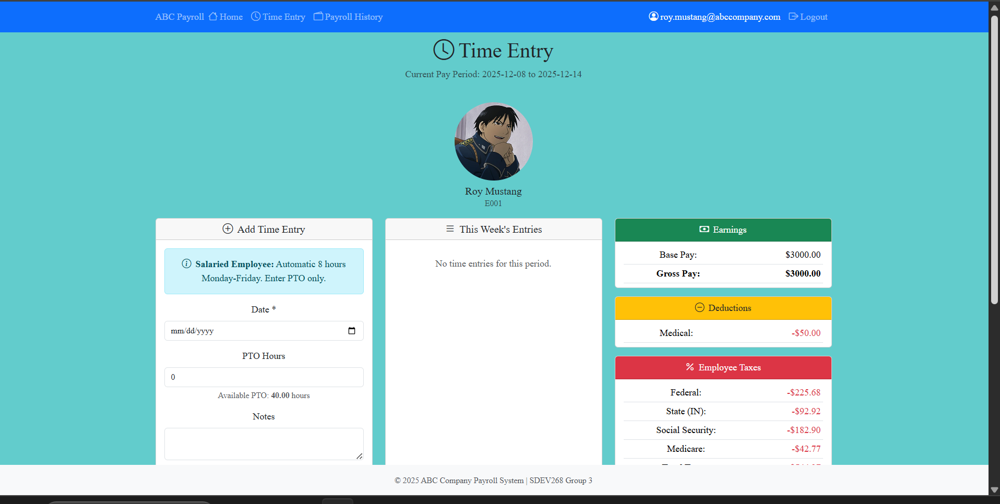 ABC Payroll Home Time Entry Payroll History roy.mustang@abccompany.com Logout
Time Entry
Current Pay Period: 2025-12-08 to 2025-12-14
Roy Mustang
E001
Add Time Entry
Salaried Employee: Automatic 8 hours
Monday-Friday. Enter PTO only.
Date *
mm/dd/yyyy
PTO Hours
0
Available PTO: 40.00 hours
Notes
This Week's Entries
No time entries for this period.
Earnings
Base Pay: $3000.00
Gross Pay: $3000.00
Deductions
Medical: -$50.00
Employee Taxes
Federal: -$225.68
State (IN): -$92.92
Social Security: -$182.90
Medicare: -$42.77
© 2025 ABC Company Payroll System | SDEV268 Group 3